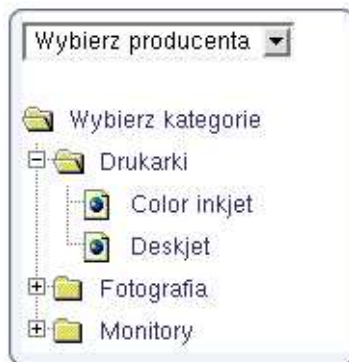 Wybierz producenta
Wybierz kategorie
Drukarki
Color inkjet
Deskjet
Fotografia
Monitory